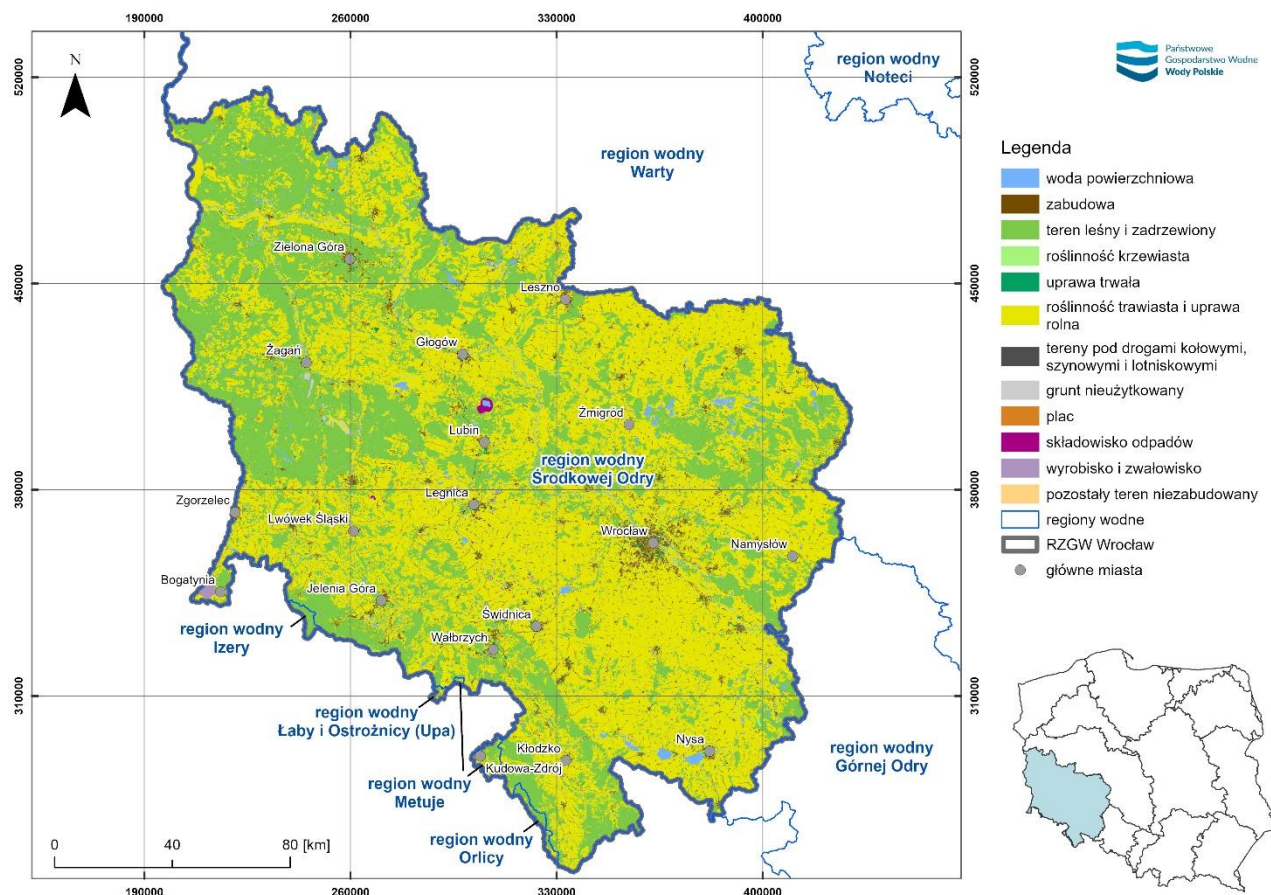 190000
260000
330000
400000
520000
520000
N
region wodny
Noteci
region wodny
Warty
Zielona Góra
450000
450000
Leszno
Głogów
Żagań
Żmigród
Lubin
region wodny
Środkowej Odry
380000
380000
Zgorzelec
Legnica
Lwówek Śląski
Wrocław
Namysłów
Bogatynia
Jelenia Góra
region wodny
Izery
Świdnica
Wałbrzych
310000
310000
region wodny
Łaby i Ostrożnicy (Upa)
Kłodzko
Nysa
Kudowa-Zdrój
region wodny
Metuje
region wodny
Górnej Odry
region wodny
Orlicy
0
40
80 [km]
190000
260000
330000
400000
Państwowe
Gospodarstwo Wodne
Wody Polskie
Legenda
woda powierzchniowa
zabudowa
teren leśny i zadrzewiony
roślinność krzewiasta
uprawa trwała
roślinność trawiasta i uprawa
rolna
tereny pod drogami kołowymi,
szynowymi i lotniskowymi
grunt nieużytkowany
plac
składowisko odpadów
wyrobisko i zwałowisko
pozostały teren niezabudowany
regiony wodne
RZGW Wrocław
główne miasta